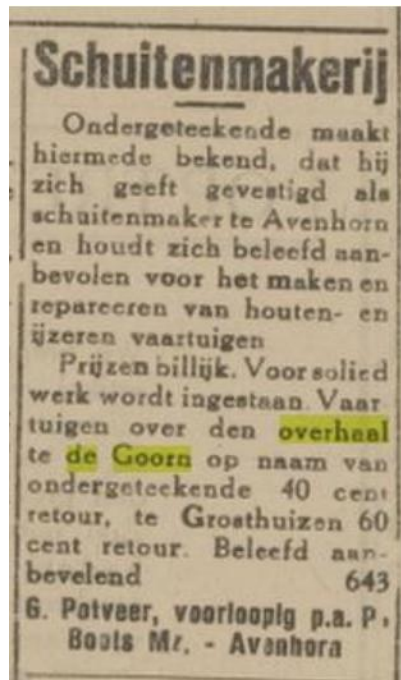 Schuitenmakerij
Ondergeteekende maakt
hiermede bekend, dat hij
zich geeft gevestigd als
schuitenmaker te Avenhorn
en houdt zich beleefd aan-
bevolen voor het maken en
repareeren van houten- en
ijzeren vaartuigen
Prijzen billijk. Voor solied
werk wordt ingestaan. Vaar
tuigen over den overhaal
te de Goorn op naam van
ondergeteekende 40 cent
retour, te Grosthuizen 60
cent retour. Beleefd aan-
bevelend 643
G. Potveer, voorloopig p.a. P.
Boots Mr. - Avenhorn